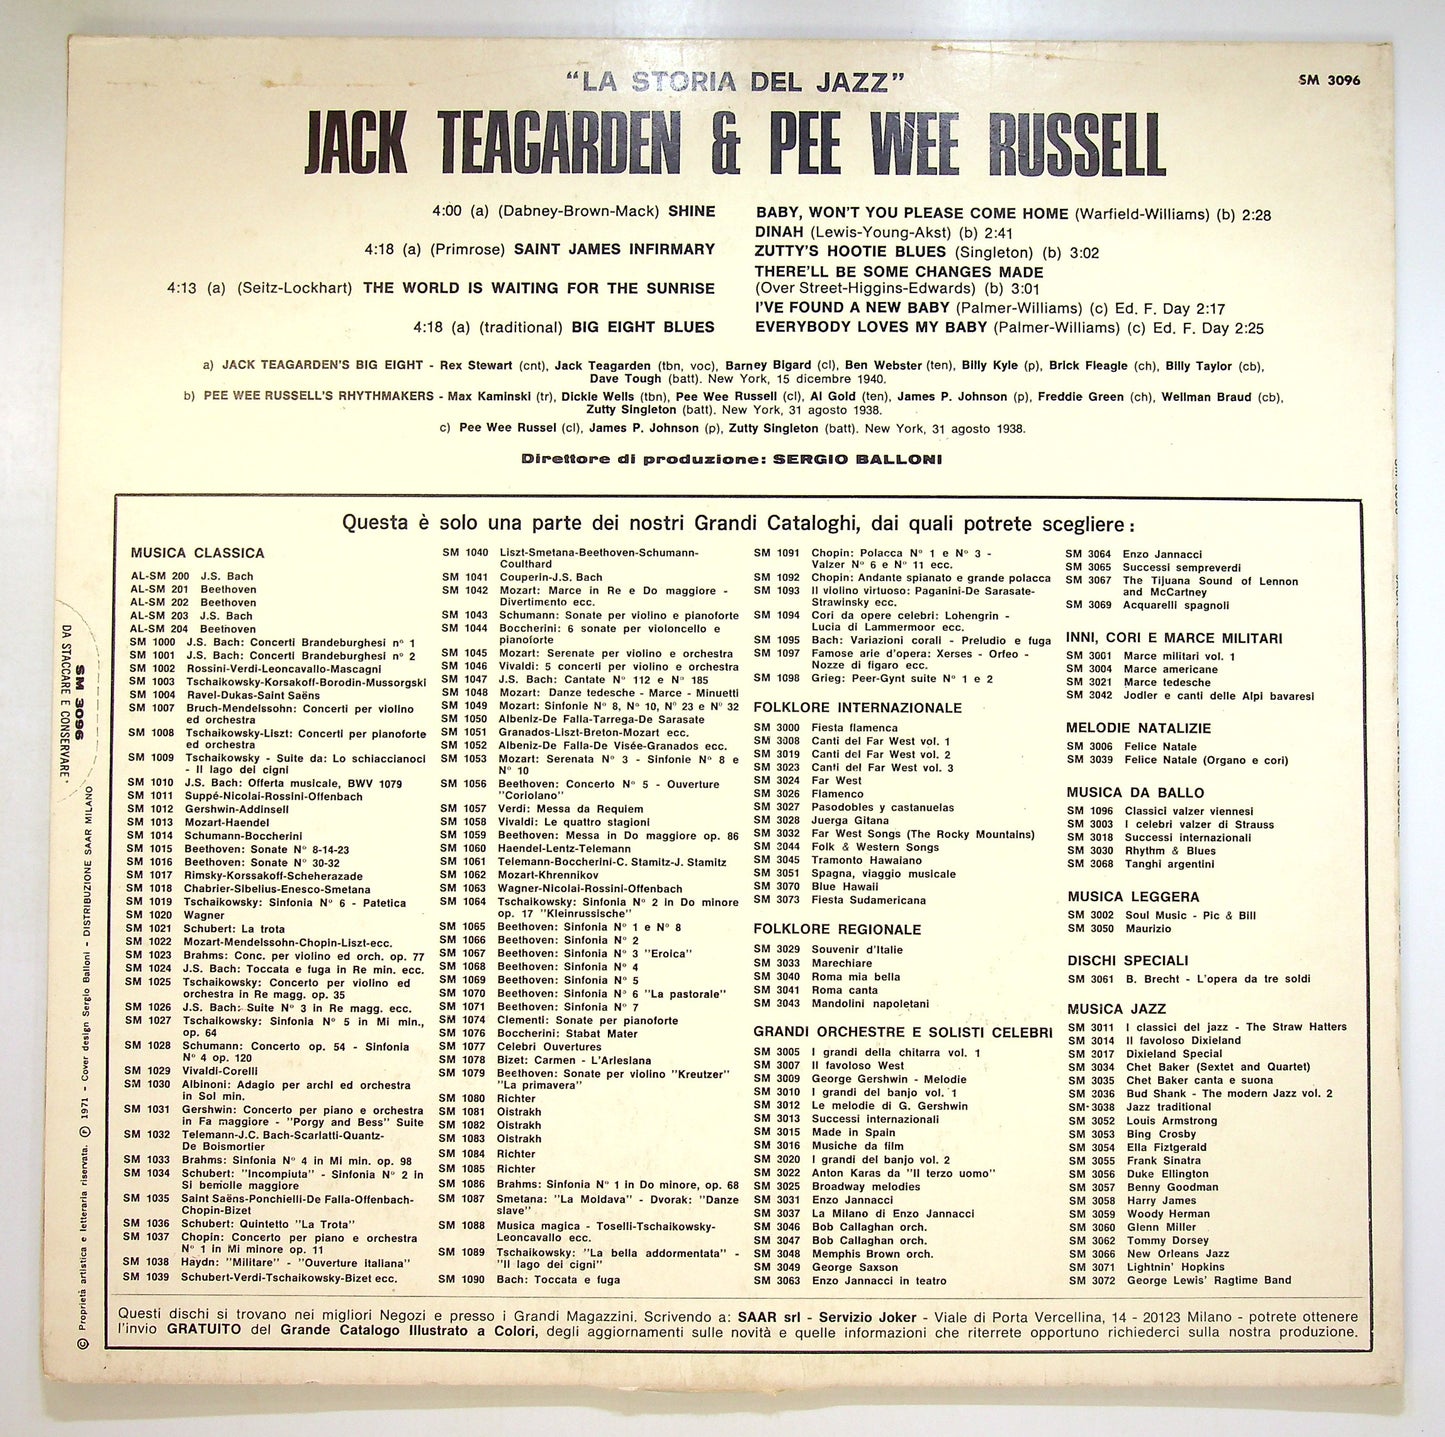 "LA STORIA DEL JAZZ"
SM 3096
JACK TEAGARDEN & PEE WEE RUSSELL
4:00 (a) (Dabney-Brown-Mack) SHINE
4:18 (a) (Primrose) SAINT JAMES INFIRMARY
4:13 (a) (Seitz-Lockhart) THE WORLD IS WAITING FOR THE SUNRISE
4:18 (a) (traditional) BIG EIGHT BLUES
BABY, WON'T YOU PLEASE COME HOME (Warfield-Williams) (b) 2:28
DINAH (Lewis-Young-Akst) (b) 2:41
ZUTTY'S HOOTIE BLUES (Singleton) (b) 3:02
THERE'LL BE SOME CHANGES MADE
(Over Street-Higgins-Edwards) (b) 3:01
I'VE FOUND A NEW BABY (Palmer-Williams) (c) Ed. F. Day 2:17
EVERYBODY LOVES MY BABY (Palmer-Williams) (c) Ed. F. Day 2:25
a) JACK TEAGARDEN'S BIG EIGHT - Rex Stewart (cnt), Jack Teagarden (tbn, voc), Barney Bigard (cl), Ben Webster (ten), Billy Kyle (p), Brick Fleagle (ch), Billy Taylor (cb),
Dave Tough (batt). New York, 15 dicembre 1940.
b) PEE WEE RUSSELL'S RHYTHMAKERS - Max Kaminski (tr), Dickie Wells (tbn), Pee Wee Russell (cl), Al Gold (ten), James P. Johnson (p), Freddie Green (ch), Wellman Braud (cb),
Zutty Singleton (batt). New York, 31 agosto 1938.
c) Pee Wee Russel (cl), James P. Johnson (p), Zutty Singleton (batt). New York, 31 agosto 1938.
Direttore di produzione: SERGIO BALLONI
Questa è solo una parte dei nostri Grandi Cataloghi, dai quali potrete scegliere:
MUSICA CLASSICA
AL-SM 200 J.S. Bach
AL-SM 201 Beethoven
AL-SM 202 Beethoven
AL-SM 203 J.S. Bach
AL-SM 204 Beethoven
SM 1000 J.S. Bach: Concerti Brandeburghesi n° 1
SM 1001 J.S. Bach: Concerti Brandeburghesi n° 2
SM 1002 Rossini-Verdi-Leoncavallo-Mascagni
SM 1003 Tschaikowsky-Korsakoff-Borodin-Mussorgski
SM 1004 Ravel-Dukas-Saint Saëns
SM 1007 Bruch-Mendelssohn: Concerti per violino
ed orchestra
SM 1008 Tschaikowsky-Liszt: Concerti per pianoforte
ed orchestra
SM 1009 Tschaikowsky - Suite da: Lo schiaccianoci
- Il lago dei cigni
SM 1010 J.S. Bach: Offerta musicale, BWV 1079
SM 1011 Suppé-Nicolai-Rossini-Offenbach
SM 1012 Gershwin-Addinsell
SM 1013 Mozart-Haendel
SM 1014 Schumann-Boccherini
SM 1015 Beethoven: Sonate N° 8-14-23
SM 1016 Beethoven: Sonate N° 30-32
SM 1017 Rimsky-Korssakoff-Scheherazade
SM 1018 Chabrier-Sibelius-Enesco-Smetana
SM 1019 Tschaikowsky: Sinfonia N° 6 - Patetica
SM 1020 Wagner
SM 1021 Schubert: La trota
SM 1022 Mozart-Mendelssohn-Chopin-Liszt-ecc.
SM 1023 Brahms: Conc. per violino ed orch. op. 77
SM 1024 J.S. Bach: Toccata e fuga in Re min. ecc.
SM 1025 Tschaikowsky: Concerto per violino ed
orchestra in Re magg. op. 35
SM 1026 J.S. Bach: Suite N° 3 in Re magg. ecc.
SM 1027 Tschaikowsky: Sinfonia N° 5 in Mi min.,
op. 64
SM 1028 Schumann: Concerto op. 54 - Sinfonia
N° 4 op. 120
SM 1029 Vivaldi-Corelli
SM 1030 Albinoni: Adagio per archi ed orchestra
in Sol min.
SM 1031 Gershwin: Concerto per piano e orchestra
in Fa maggiore - "Porgy and Bess" Suite
SM 1032 Telemann-J.C. Bach-Scarlatti-Quantz-
De Boismortier
SM 1033 Brahms: Sinfonia N° 4 in Mi min. op. 98
SM 1034 Schubert: "Incompiuta" - Sinfonia N° 2 in
Si bemolle maggiore
SM 1035 Saint Saëns-Ponchielli-De Falla-Offenbach-
Chopin-Bizet
SM 1036 Schubert: Quintetto "La Trota"
SM 1037 Chopin: Concerto per piano e orchestra
N° 1 in Mi minore op. 11
SM 1038 Haydn: "Militare" - "Ouverture italiana"
SM 1039 Schubert-Verdi-Tschaikowsky-Bizet ecc.
SM 1040 Liszt-Smetana-Beethoven-Schumann-
Coulthard
SM 1041 Couperin-J.S. Bach
SM 1042 Mozart: Marce in Re e Do maggiore -
Divertimento ecc.
SM 1043 Schumann: Sonate per violino e pianoforte
SM 1044 Boccherini: 6 sonate per violoncello e
pianoforte
SM 1045 Mozart: Serenate per violino e orchestra
SM 1046 Vivaldi: 5 concerti per violino e orchestra
SM 1047 J.S. Bach: Cantate N° 112 e N° 185
SM 1048 Mozart: Danze tedesche - Marce - Minuetti
SM 1049 Mozart: Sinfonie N° 8, N° 10, N° 23 e N° 32
SM 1050 Albeniz-De Falla-Tarrega-De Sarasate
SM 1051 Granados-Liszt-Breton-Mozart ecc.
SM 1052 Albeniz-De Falla-De Visée-Granados ecc.
SM 1053 Mozart: Serenata N° 3 - Sinfonie N° 8 e
N° 10
SM 1056 Beethoven: Concerto N° 5 - Ouverture
"Coriolano"
SM 1057 Verdi: Messa da Requiem
SM 1058 Vivaldi: Le quattro stagioni
SM 1059 Beethoven: Messa in Do maggiore op. 86
SM 1060 Haendel-Lentz-Telemann
SM 1061 Telemann-Boccherini-C. Stamitz-J. Stamitz
SM 1062 Mozart-Khrennikov
SM 1063 Wagner-Nicolai-Rossini-Offenbach
SM 1064 Tschaikowsky: Sinfonia N° 2 in Do minore
op. 17 "Kleinrussische"
SM 1065 Beethoven: Sinfonia N° 1 e N° 8
SM 1066 Beethoven: Sinfonia N° 2
SM 1067 Beethoven: Sinfonia N° 3 "Eroica"
SM 1068 Beethoven: Sinfonia N° 4
SM 1069 Beethoven: Sinfonia N° 5
SM 1070 Beethoven: Sinfonia N° 6 "La pastorale"
SM 1071 Beethoven: Sinfonia N° 7
SM 1074 Clementi: Sonate per pianoforte
SM 1076 Boccherini: Stabat Mater
SM 1077 Celebri Ouvertures
SM 1078 Bizet: Carmen - L'Arlesiana
SM 1079 Beethoven: Sonate per violino "Kreutzer"
"La primavera"
SM 1080 Richter
SM 1081 Oistrakh
SM 1082 Oistrakh
SM 1083 Oistrakh
SM 1084 Richter
SM 1085 Richter
SM 1086 Brahms: Sinfonia N° 1 in Do minore, op. 68
SM 1087 Smetana: "La Moldava" - Dvorak: "Danze
slave"
SM 1088 Musica magica - Toselli-Tschaikowsky-
Leoncavallo ecc.
SM 1089 Tschaikowsky: "La bella addormentata" -
"Il lago dei cigni"
SM 1090 Bach: Toccata e fuga
SM 1091 Chopin: Polacca N° 1 e N° 3 -
Valzer N° 6 e N° 11 ecc.
SM 1092 Chopin: Andante spianato e grande polacca
SM 1093 Il violino virtuoso: Paganini-De Sarasate-
Strawinsky ecc.
SM 1094 Cori da opere celebri: Lohengrin -
Lucia di Lammermoor ecc.
SM 1095 Bach: Variazioni corali - Preludio e fuga
SM 1097 Famose arie d'opera: Xerses - Orfeo -
Nozze di figaro ecc.
SM 1098 Grieg: Peer-Gynt suite N° 1 e 2
FOLKLORE INTERNAZIONALE
SM 3000 Fiesta flamenca
SM 3008 Canti del Far West vol. 1
SM 3019 Canti del Far West vol. 2
SM 3023 Canti del Far West vol. 3
SM 3024 Far West
SM 3026 Flamenco
SM 3027 Pasodobles y castanuelas
SM 3028 Juerga Gitana
SM 3032 Far West Songs (The Rocky Mountains)
SM 3044 Folk & Western Songs
SM 3045 Tramonto Hawaiano
SM 3051 Spagna, viaggio musicale
SM 3070 Blue Hawaii
SM 3073 Fiesta Sudamericana
FOLKLORE REGIONALE
SM 3029 Souvenir d'Italie
SM 3033 Marechiare
SM 3040 Roma mia bella
SM 3041 Roma canta
SM 3043 Mandolini napoletani
GRANDI ORCHESTRE E SOLISTI CELEBRI
SM 3005 I grandi della chitarra vol. 1
SM 3007 Il favoloso West
SM 3009 George Gershwin - Melodie
SM 3010 I grandi del banjo vol. 1
SM 3012 Le melodie di G. Gershwin
SM 3013 Successi internazionali
SM 3015 Made in Spain
SM 3016 Musiche da film
SM 3020 I grandi del banjo vol. 2
SM 3022 Anton Karas da "Il terzo uomo"
SM 3025 Broadway melodies
SM 3031 Enzo Jannacci
SM 3037 La Milano di Enzo Jannacci
SM 3046 Bob Callaghan orch.
SM 3047 Bob Callaghan orch.
SM 3048 Memphis Brown orch.
SM 3049 George Saxson
SM 3063 Enzo Jannacci in teatro
SM 3064 Enzo Jannacci
SM 3065 Successi sempreverdi
SM 3067 The Tijuana Sound of Lennon
and McCartney
SM 3069 Acquarelli spagnoli
INNI, CORI E MARCE MILITARI
SM 3001 Marce militari vol. 1
SM 3004 Marce americane
SM 3021 Marce tedesche
SM 3042 Jodler e canti delle Alpi bavaresi
MELODIE NATALIZIE
SM 3006 Felice Natale
SM 3039 Felice Natale (Organo e cori)
MUSICA DA BALLO
SM 1096 Classici valzer viennesi
SM 3003 I celebri valzer di Strauss
SM 3018 Successi internazionali
SM 3030 Rhythm & Blues
SM 3068 Tanghi argentini
MUSICA LEGGERA
SM 3002 Soul Music - Pic & Bill
SM 3050 Maurizio
DISCHI SPECIALI
SM 3061 B. Brecht - L'opera da tre soldi
MUSICA JAZZ
SM 3011 I classici del jazz - The Straw Hatters
SM 3014 Il favoloso Dixieland
SM 3017 Dixieland Special
SM 3034 Chet Baker (Sextet and Quartet)
SM 3035 Chet Baker canta e suona
SM 3036 Bud Shank - The modern Jazz vol. 2
SM 3038 Jazz traditional
SM 3052 Louis Armstrong
SM 3053 Bing Crosby
SM 3054 Ella Fiztgerald
SM 3055 Frank Sinatra
SM 3056 Duke Ellington
SM 3057 Benny Goodman
SM 3058 Harry James
SM 3059 Woody Herman
SM 3060 Glenn Miller
SM 3062 Tommy Dorsey
SM 3066 New Orleans Jazz
SM 3071 Lightnin' Hopkins
SM 3072 George Lewis' Ragtime Band
Questi dischi si trovano nei migliori Negozi e presso i Grandi Magazzini. Scrivendo a: SAAR srl - Servizio Joker - Viale di Porta Vercellina, 14 - 20123 Milano - potrete ottenere
l'invio GRATUITO del Grande Catalogo Illustrato a Colori, degli aggiornamenti sulle novità e quelle informazioni che riterrete opportuno richiederci sulla nostra produzione.
SM 3096
DA STACCARE E CONSERVARE
© Proprietà artistica e letteraria riservata. ℗ 1971 - Cover design Sergio Balloni - DISTRIBUZIONE SAAR MILANO